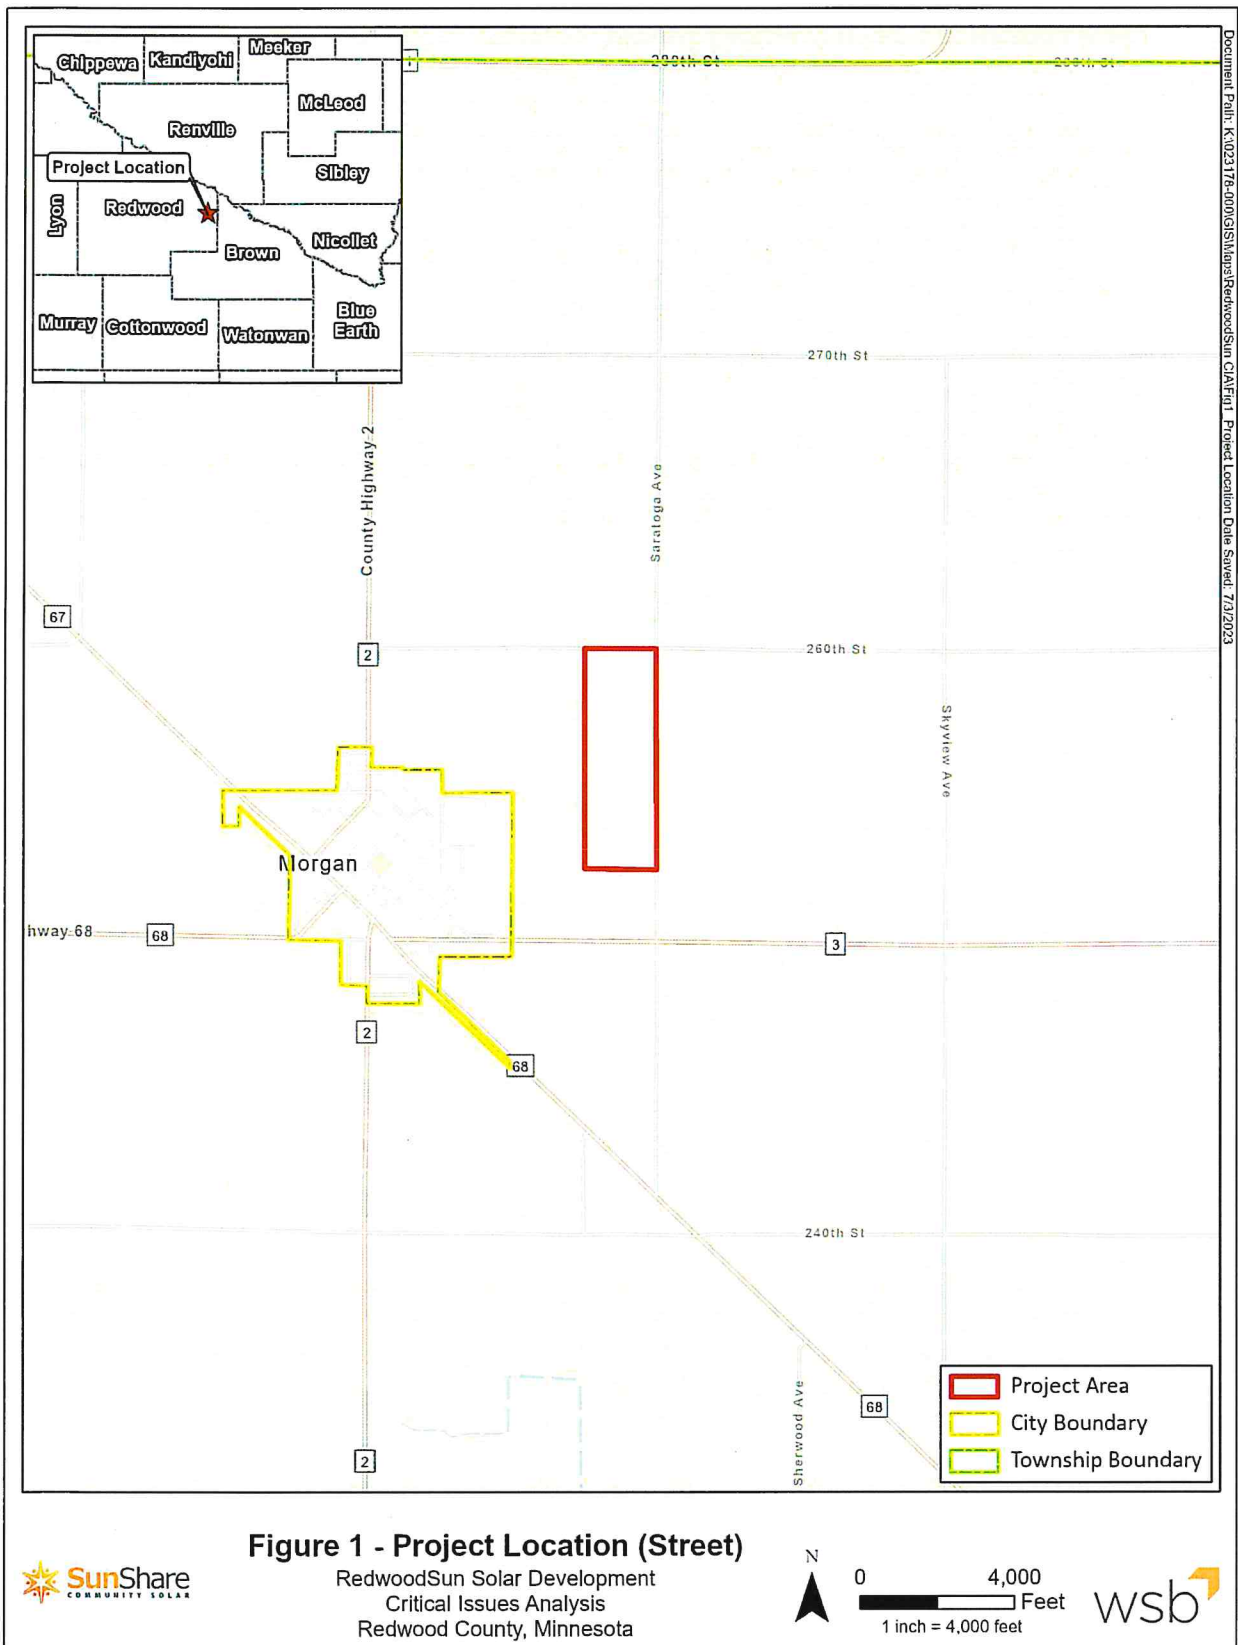 Chippewa
Kandiyohi
Meeker
McLeod
Renville
Sibley
Project Location
Lyon
Redwood
Nicollet
Brown
Murray
Cottonwood
Watonwan
Blue
Earth
270th St
County Highway 2
Saratoga Ave
67
2
260th St
Skyview Ave
Morgan
hway 68
68
3
2
68
240th St
Sherwood Ave
68
2
Project Area
City Boundary
Township Boundary
Document Path: K:\023178-000\GIS\Maps\RedwoodSun CIA\Fig1_Project Location Date Saved: 7/3/2023
Figure 1 - Project Location (Street)
RedwoodSun Solar Development
Critical Issues Analysis
Redwood County, Minnesota
SunShare
COMMUNITY SOLAR
N
0 4,000
Feet
1 inch = 4,000 feet
wsb